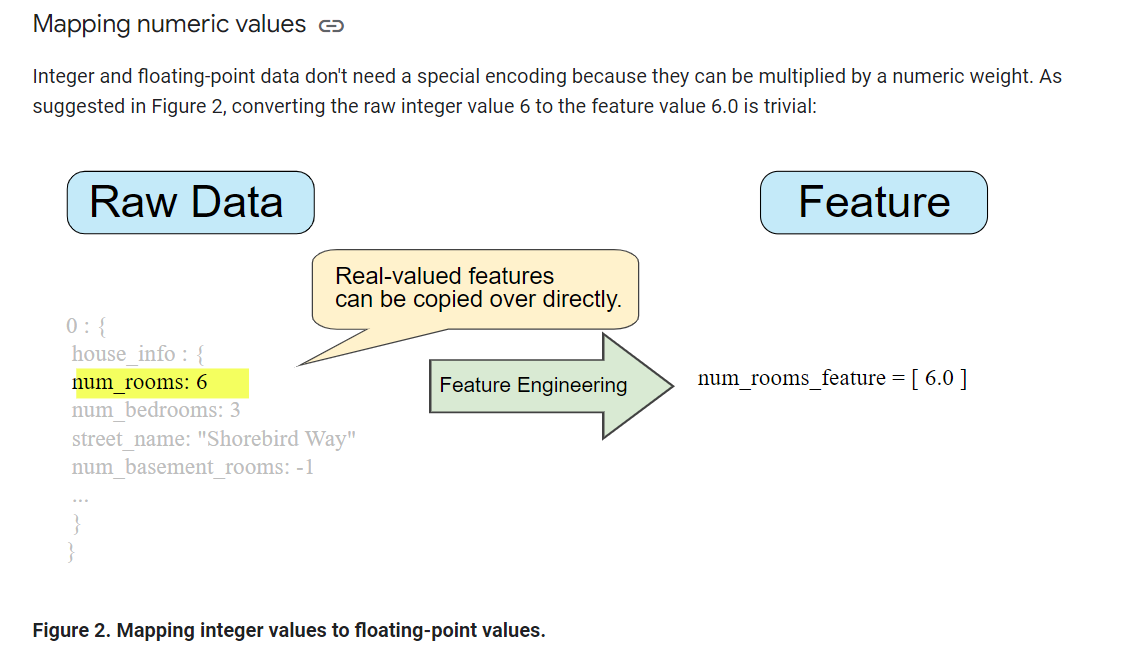 Mapping numeric values
Integer and floating-point data don't need a special encoding because they can be multiplied by a numeric weight. As
suggested in Figure 2, converting the raw integer value 6 to the feature value 6.0 is trivial:
Raw Data
Feature
Real-valued features
can be copied over directly.
0 : {
house_info : {
num_rooms: 6
num_bedrooms: 3
street_name: "Shorebird Way"
num_basement_rooms: -1
...
}
}
Feature Engineering
num_rooms_feature = [ 6.0 ]
Figure 2. Mapping integer values to floating-point values.